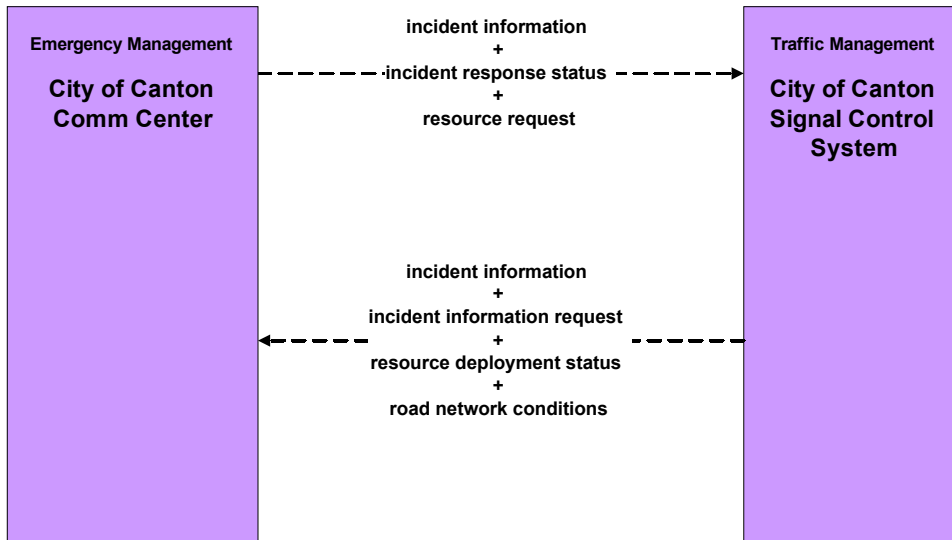 Emergency Management
City of Canton
Comm Center
incident information
+
incident response status
+
resource request
Traffic Management
City of Canton
Signal Control
System
incident information
+
incident information request
+
resource deployment status
+
road network conditions